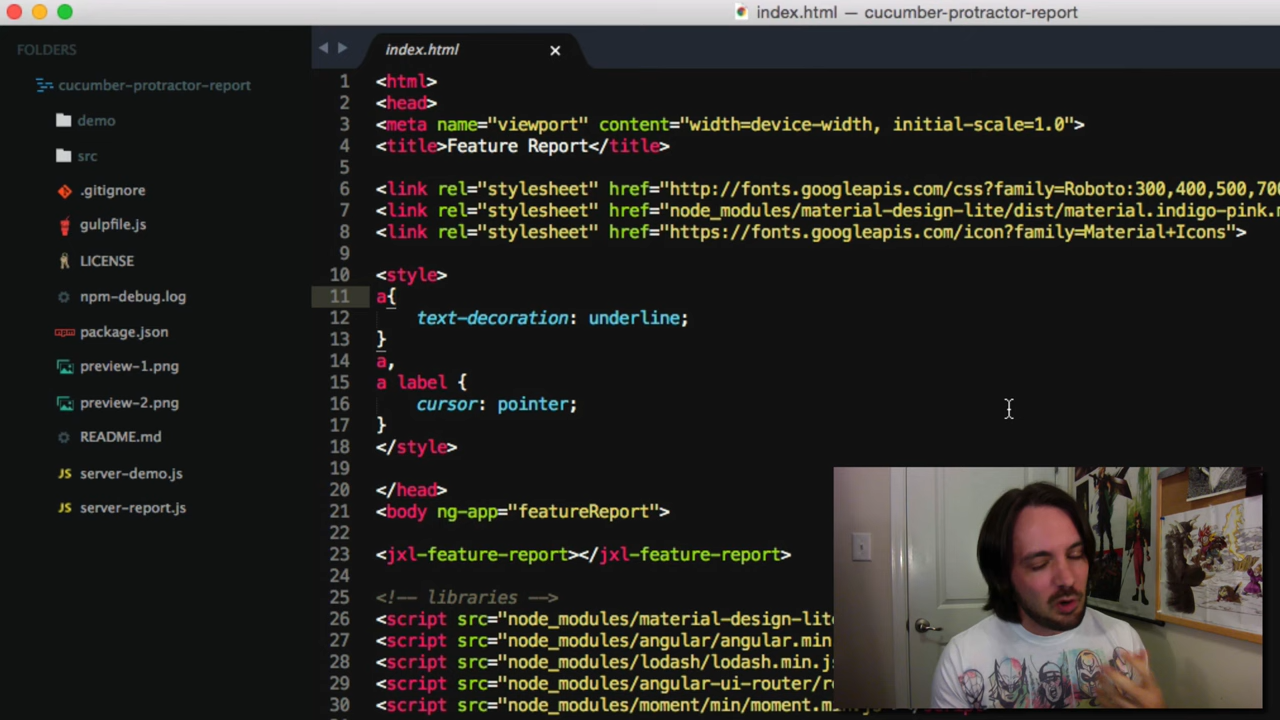 index.html — cucumber-protractor-report
FOLDERS
cucumber-protractor-report
demo
src
.gitignore
gulpfile.js
LICENSE
npm-debug.log
package.json
preview-1.png
preview-2.png
README.md
JS server-demo.js
JS server-report.js
index.html
1 <html>
2 <head>
3 <meta name="viewport" content="width=device-width, initial-scale=1.0">
4 <title>Feature Report</title>
5
6 <link rel="stylesheet" href="http://fonts.googleapis.com/css?family=Roboto:300,400,500,700
7 <link rel="stylesheet" href="node_modules/material-design-lite/dist/material.indigo-pink.m
8 <link rel="stylesheet" href="https://fonts.googleapis.com/icon?family=Material+Icons">
9
10 <style>
11 a{
12 text-decoration: underline;
13 }
14 a,
15 a label {
16 cursor: pointer;
17 }
18 </style>
19
20 </head>
21 <body ng-app="featureReport">
22
23 <jxl-feature-report></jxl-feature-report>
24
25 <!-- libraries -->
26 <script src="node_modules/material-design-lite
27 <script src="node_modules/angular/angular.min
28 <script src="node_modules/lodash/lodash.min.js
29 <script src="node_modules/angular-ui-router/re
30 <script src="node_modules/moment/min/moment.min.js"></script>